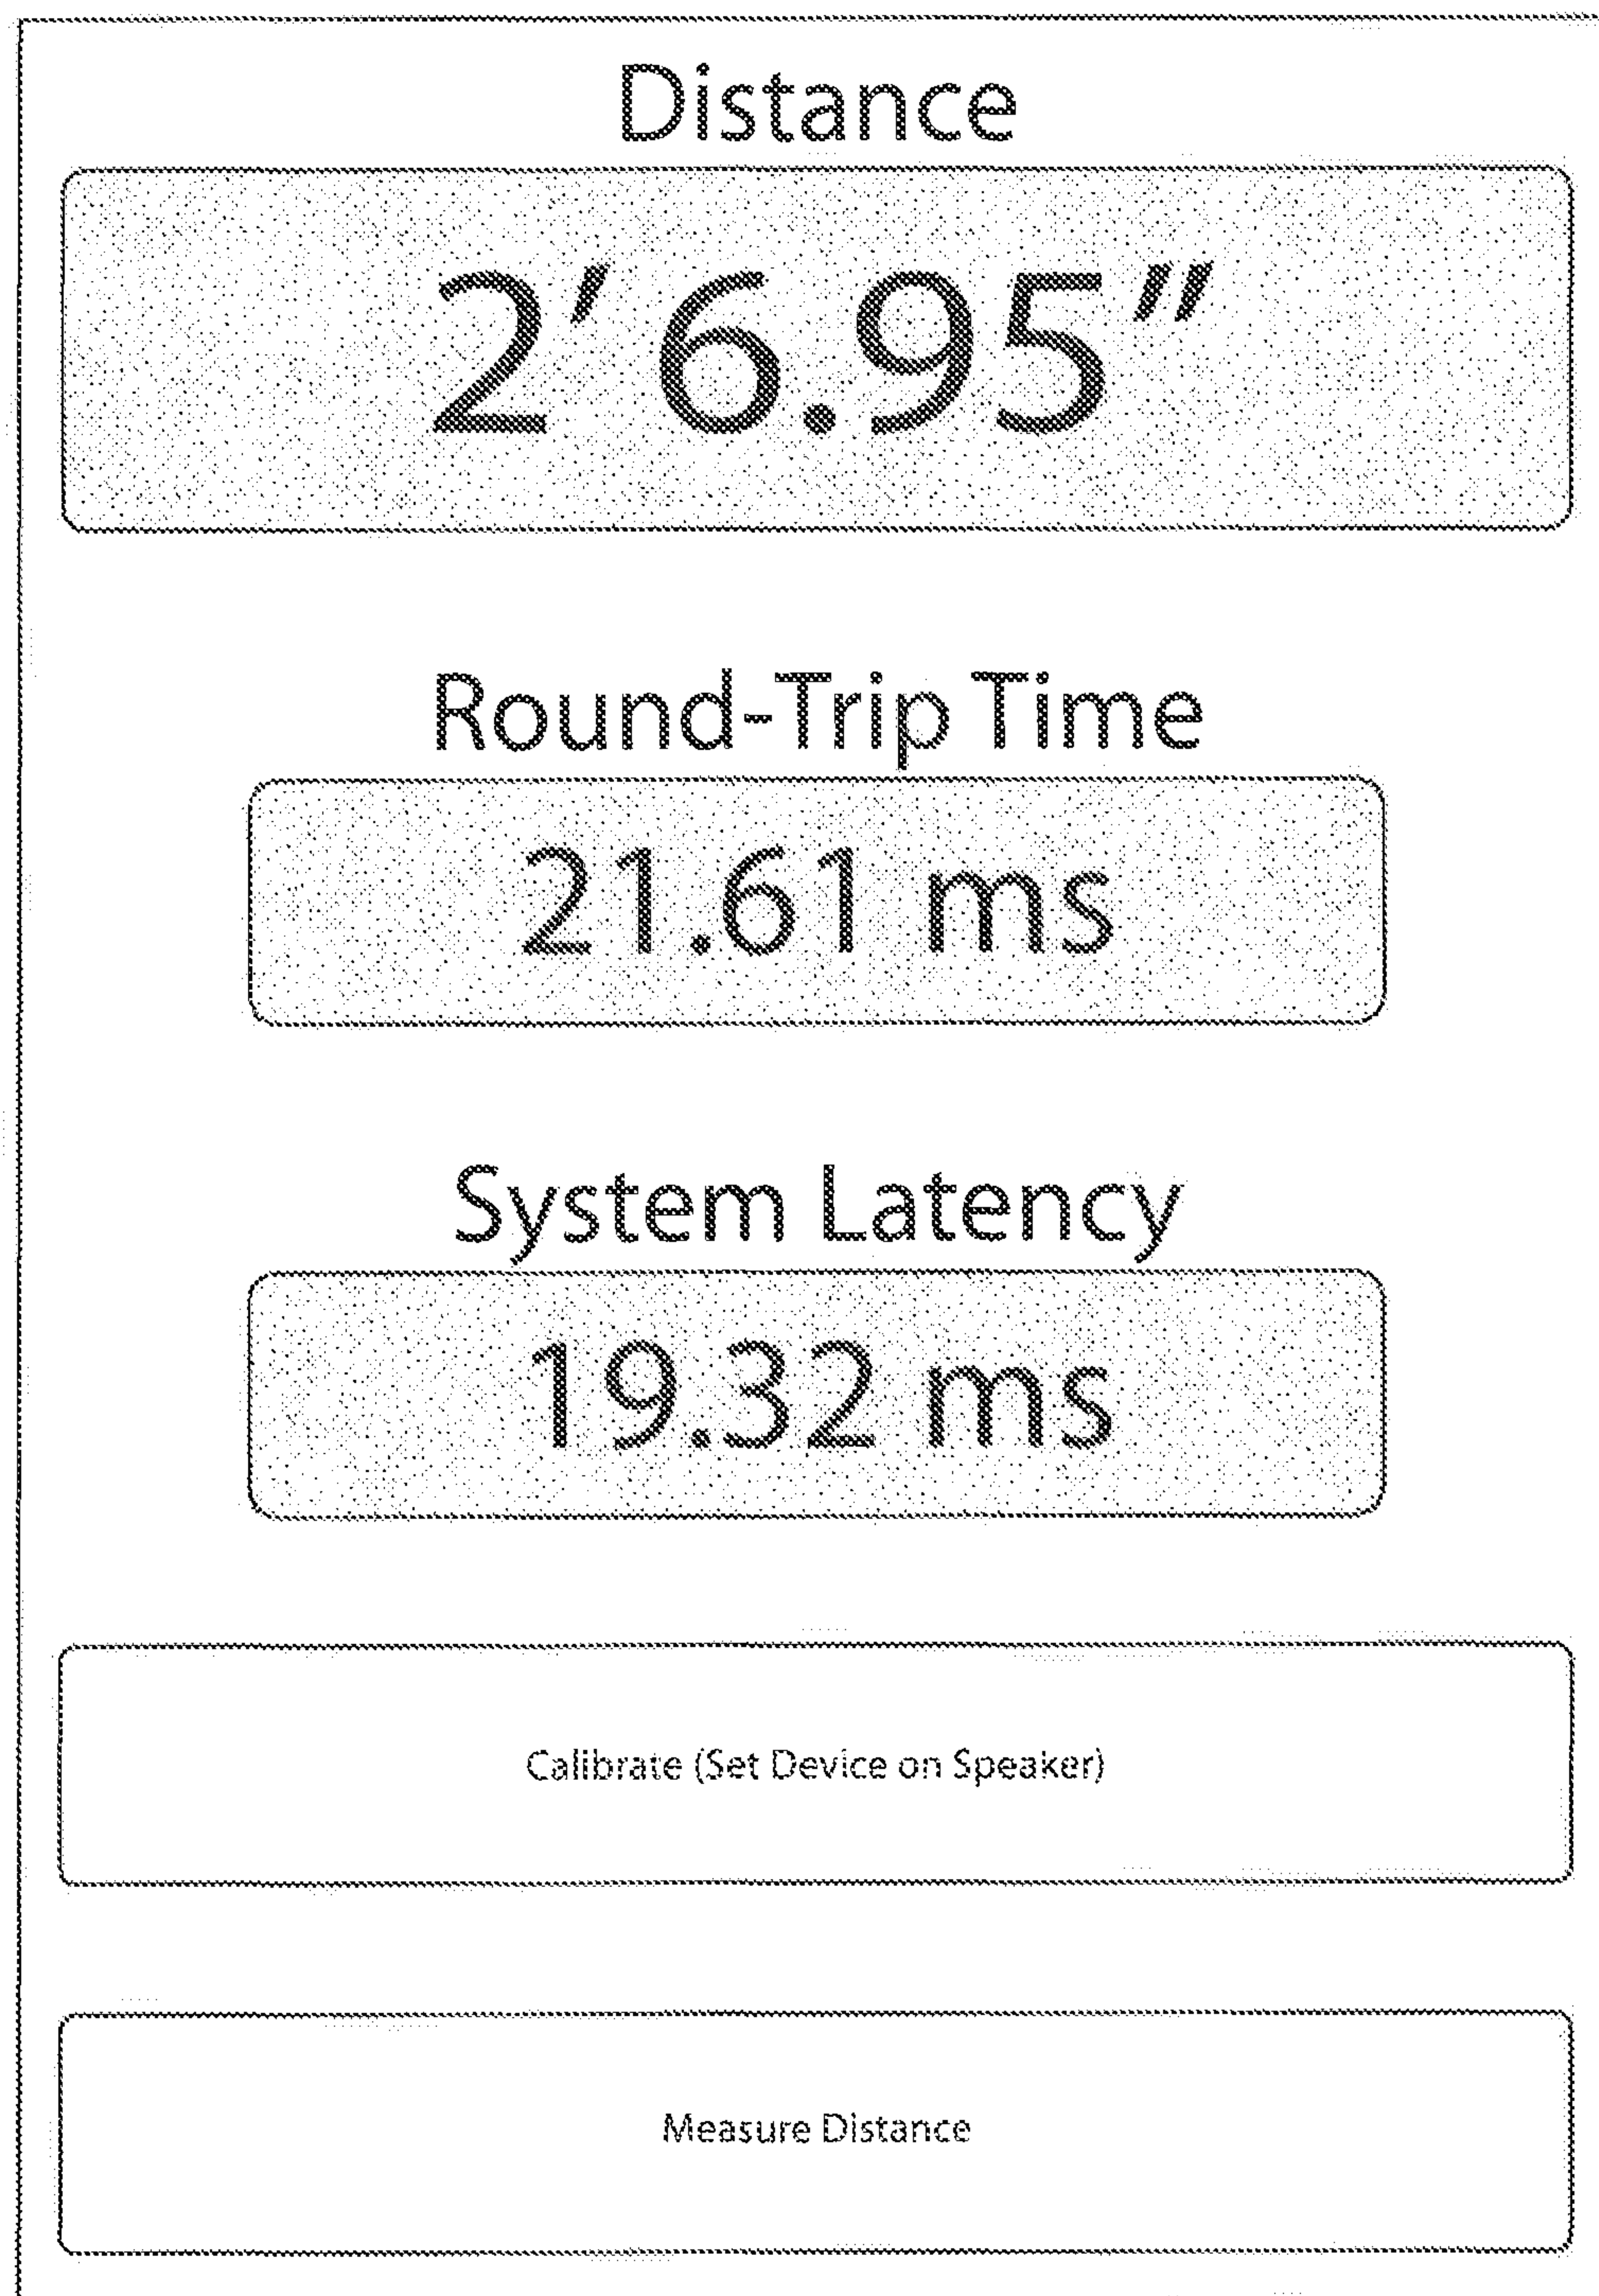 Distance
2′ 6.95″
Round-Trip Time
21.61 ms
System Latency
19.32 ms
Calibrate (Set Device on Speaker)
Measure Distance